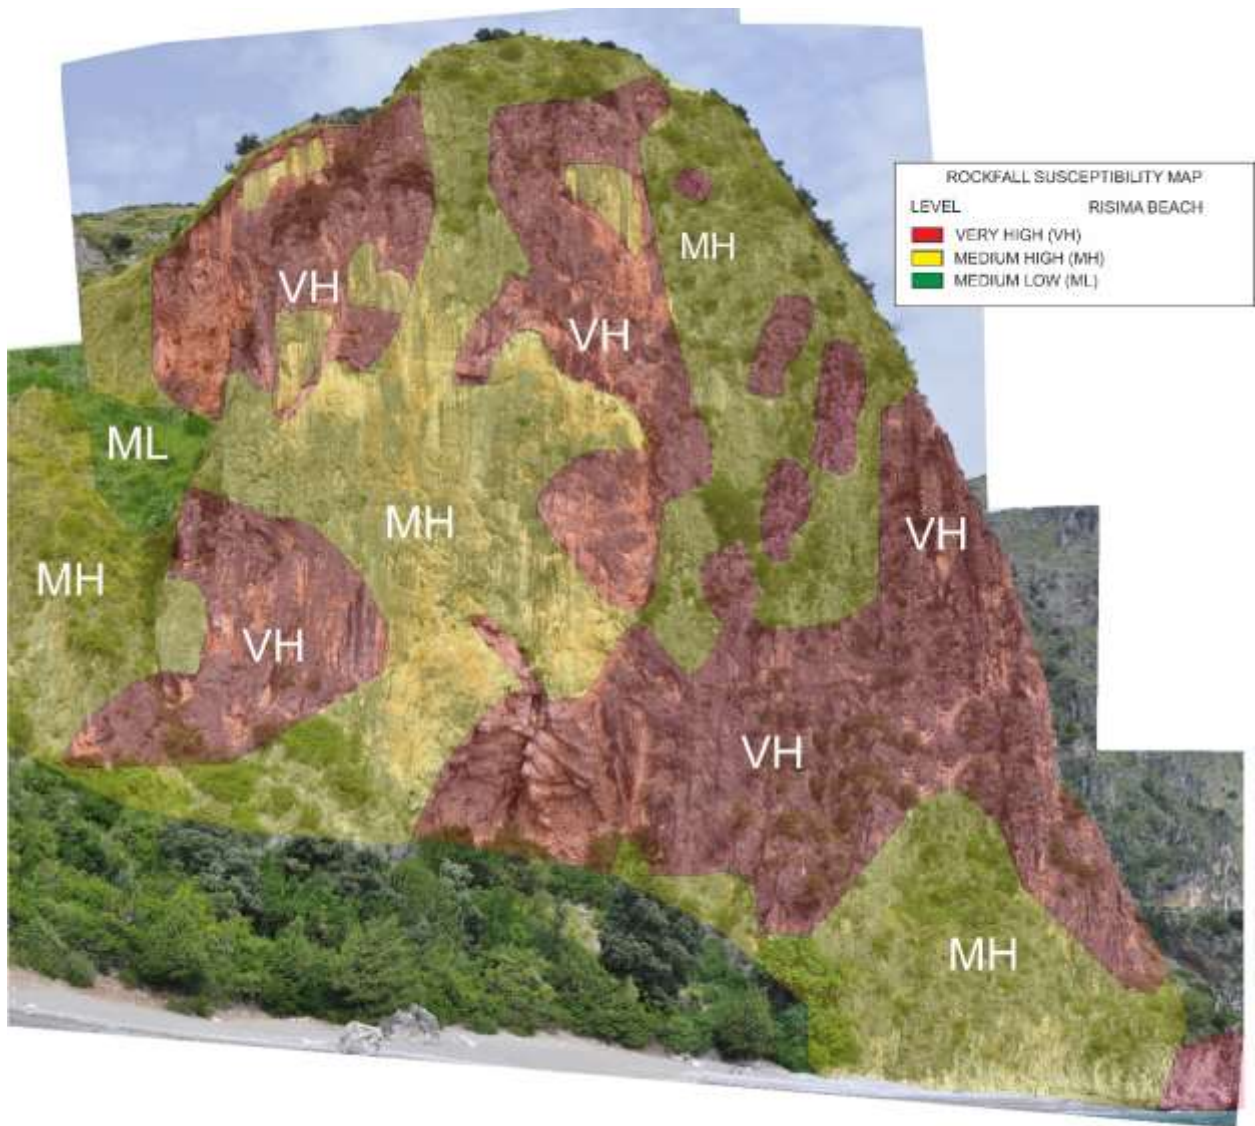 ROCKFALL SUSCEPTIBILITY MAP
LEVEL RISIMA BEACH
VERY HIGH (VH)
MEDIUM HIGH (MH)
MEDIUM LOW (ML)
MH
VH
VH
ML
MH
VH
MH
VH
VH
MH